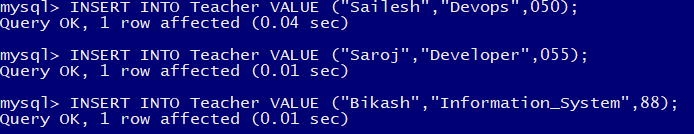 mysql> INSERT INTO Teacher VALUE ("Sailesh","Devops",050);
Query OK, 1 row affected (0.04 sec)
mysql> INSERT INTO Teacher VALUE ("Saroj","Developer",055);
Query OK, 1 row affected (0.01 sec)
mysql> INSERT INTO Teacher VALUE ("Bikash","Information_System",88);
Query OK, 1 row affected (0.01 sec)